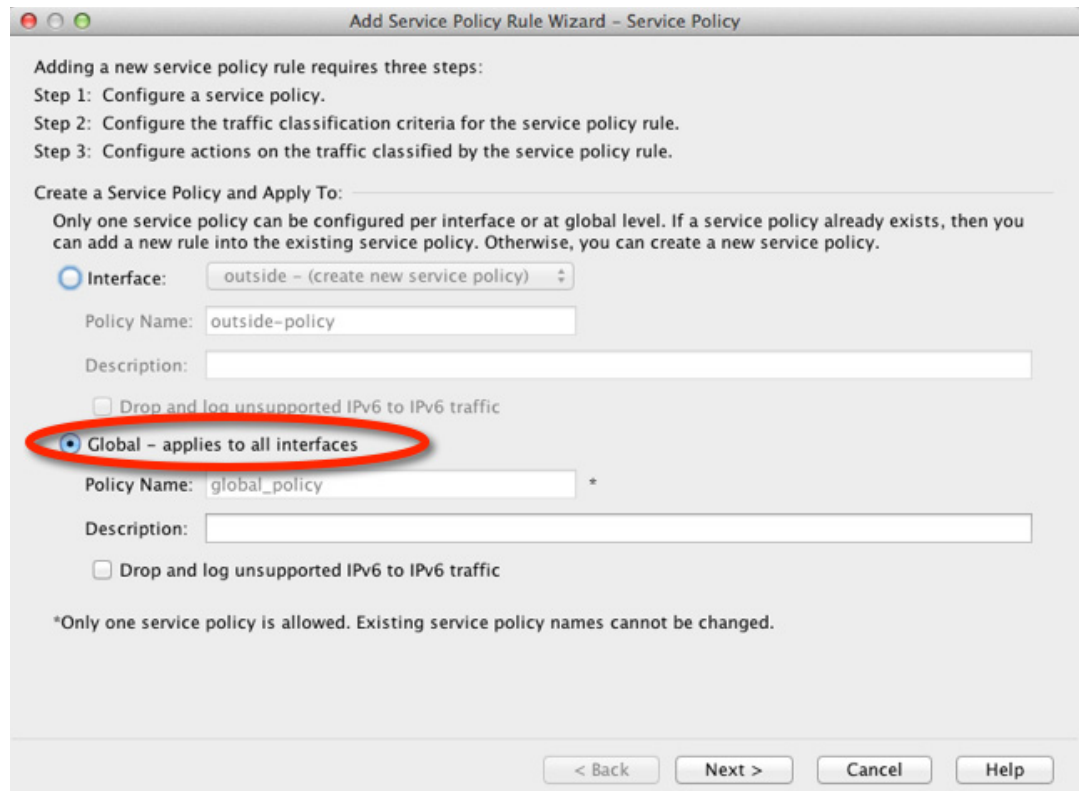 Add Service Policy Rule Wizard – Service Policy
Adding a new service policy rule requires three steps:
Step 1: Configure a service policy.
Step 2: Configure the traffic classification criteria for the service policy rule.
Step 3: Configure actions on the traffic classified by the service policy rule.
Create a Service Policy and Apply To:
Only one service policy can be configured per interface or at global level. If a service policy already exists, then you
can add a new rule into the existing service policy. Otherwise, you can create a new service policy.
Interface: outside – (create new service policy)
Policy Name: outside-policy
Description:
Drop and log unsupported IPv6 to IPv6 traffic
Global – applies to all interfaces
Policy Name: global_policy *
Description:
Drop and log unsupported IPv6 to IPv6 traffic
*Only one service policy is allowed. Existing service policy names cannot be changed.
< Back Next > Cancel Help